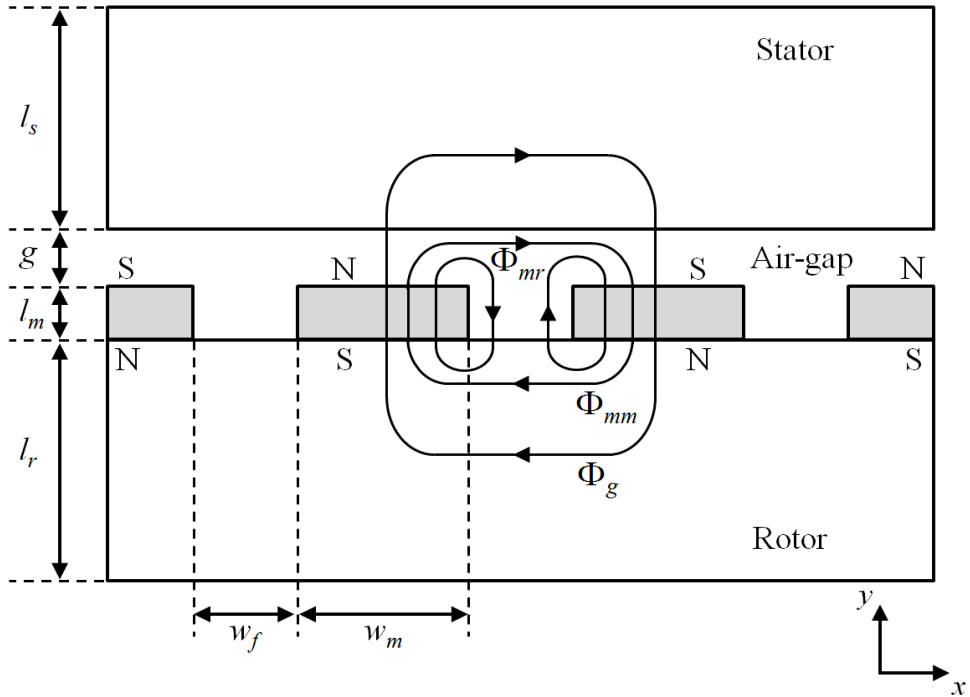 Stator
l_s
g
S N S Air-gap N
Φ_mr
l_m
N S N S
Φ_mm
l_r
Φ_g
Rotor
w_f w_m
y
x